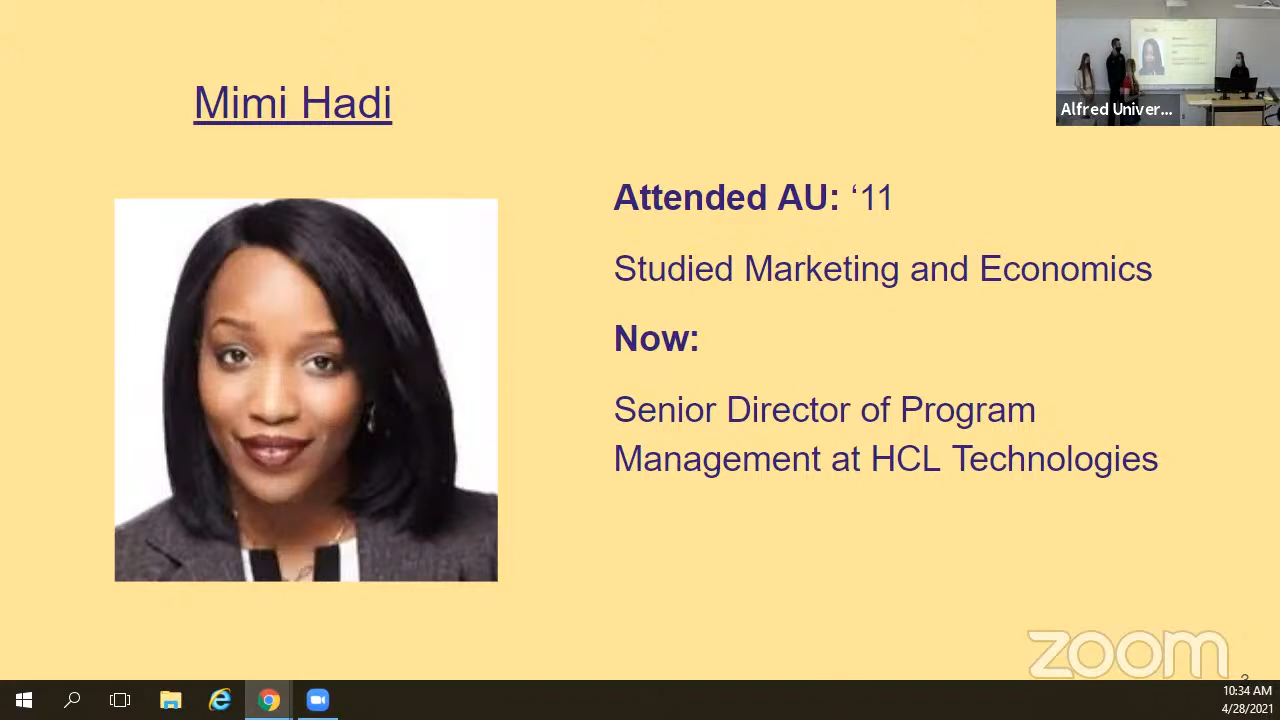 Mimi Hadi
Alfred Univer...
Attended AU: ‘11
Studied Marketing and Economics
Now:
Senior Director of Program
Management at HCL Technologies
zoom
10:34 AM
4/28/2021